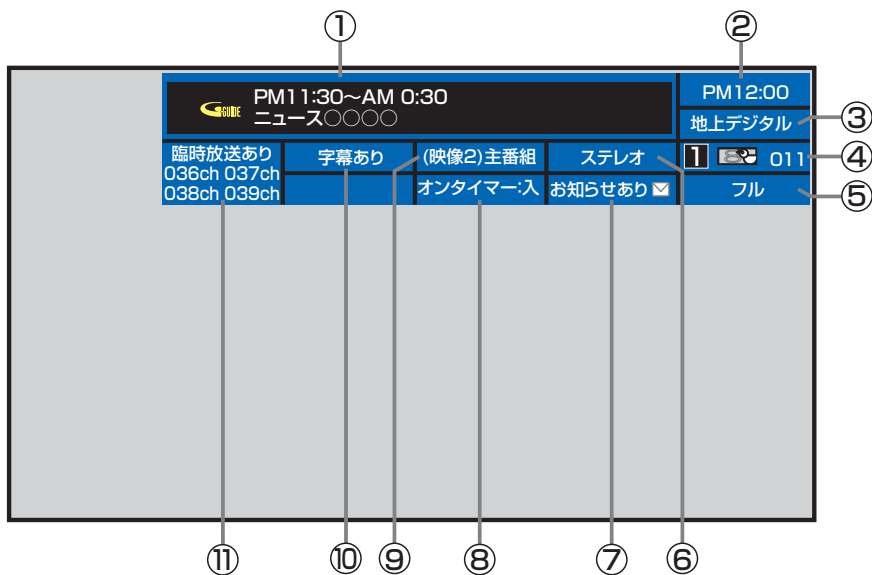 ① ②
G-GUIDE
PM11:30〜AM 0:30
ニュース○○○○
PM12:00
地上デジタル ③
臨時放送あり
036ch 037ch
038ch 039ch
字幕あり
(映像2)主番組
ステレオ
1 011 ④
オンタイマー:入
お知らせあり
フル ⑤
⑪ ⑩ ⑨ ⑧ ⑦ ⑥